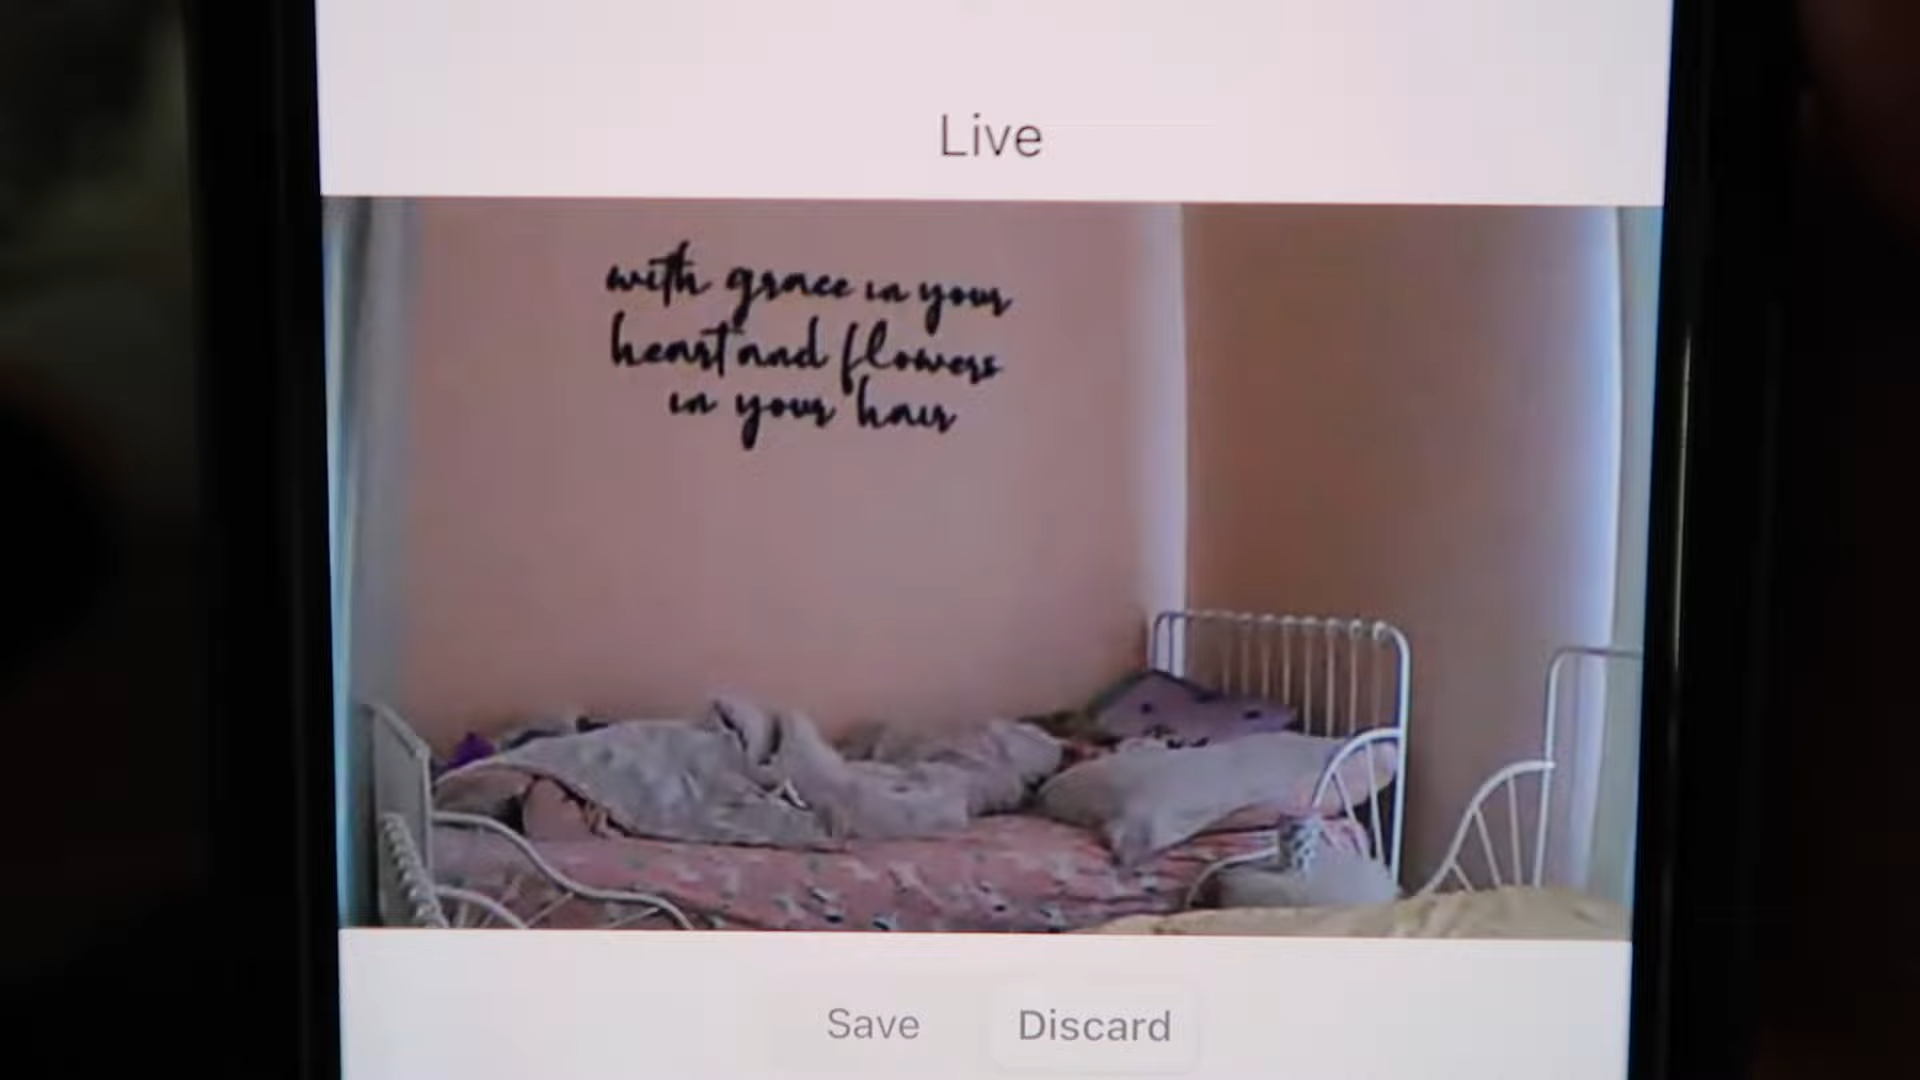 Live
with grace in your
heart and flowers
in your hair
Save Discard